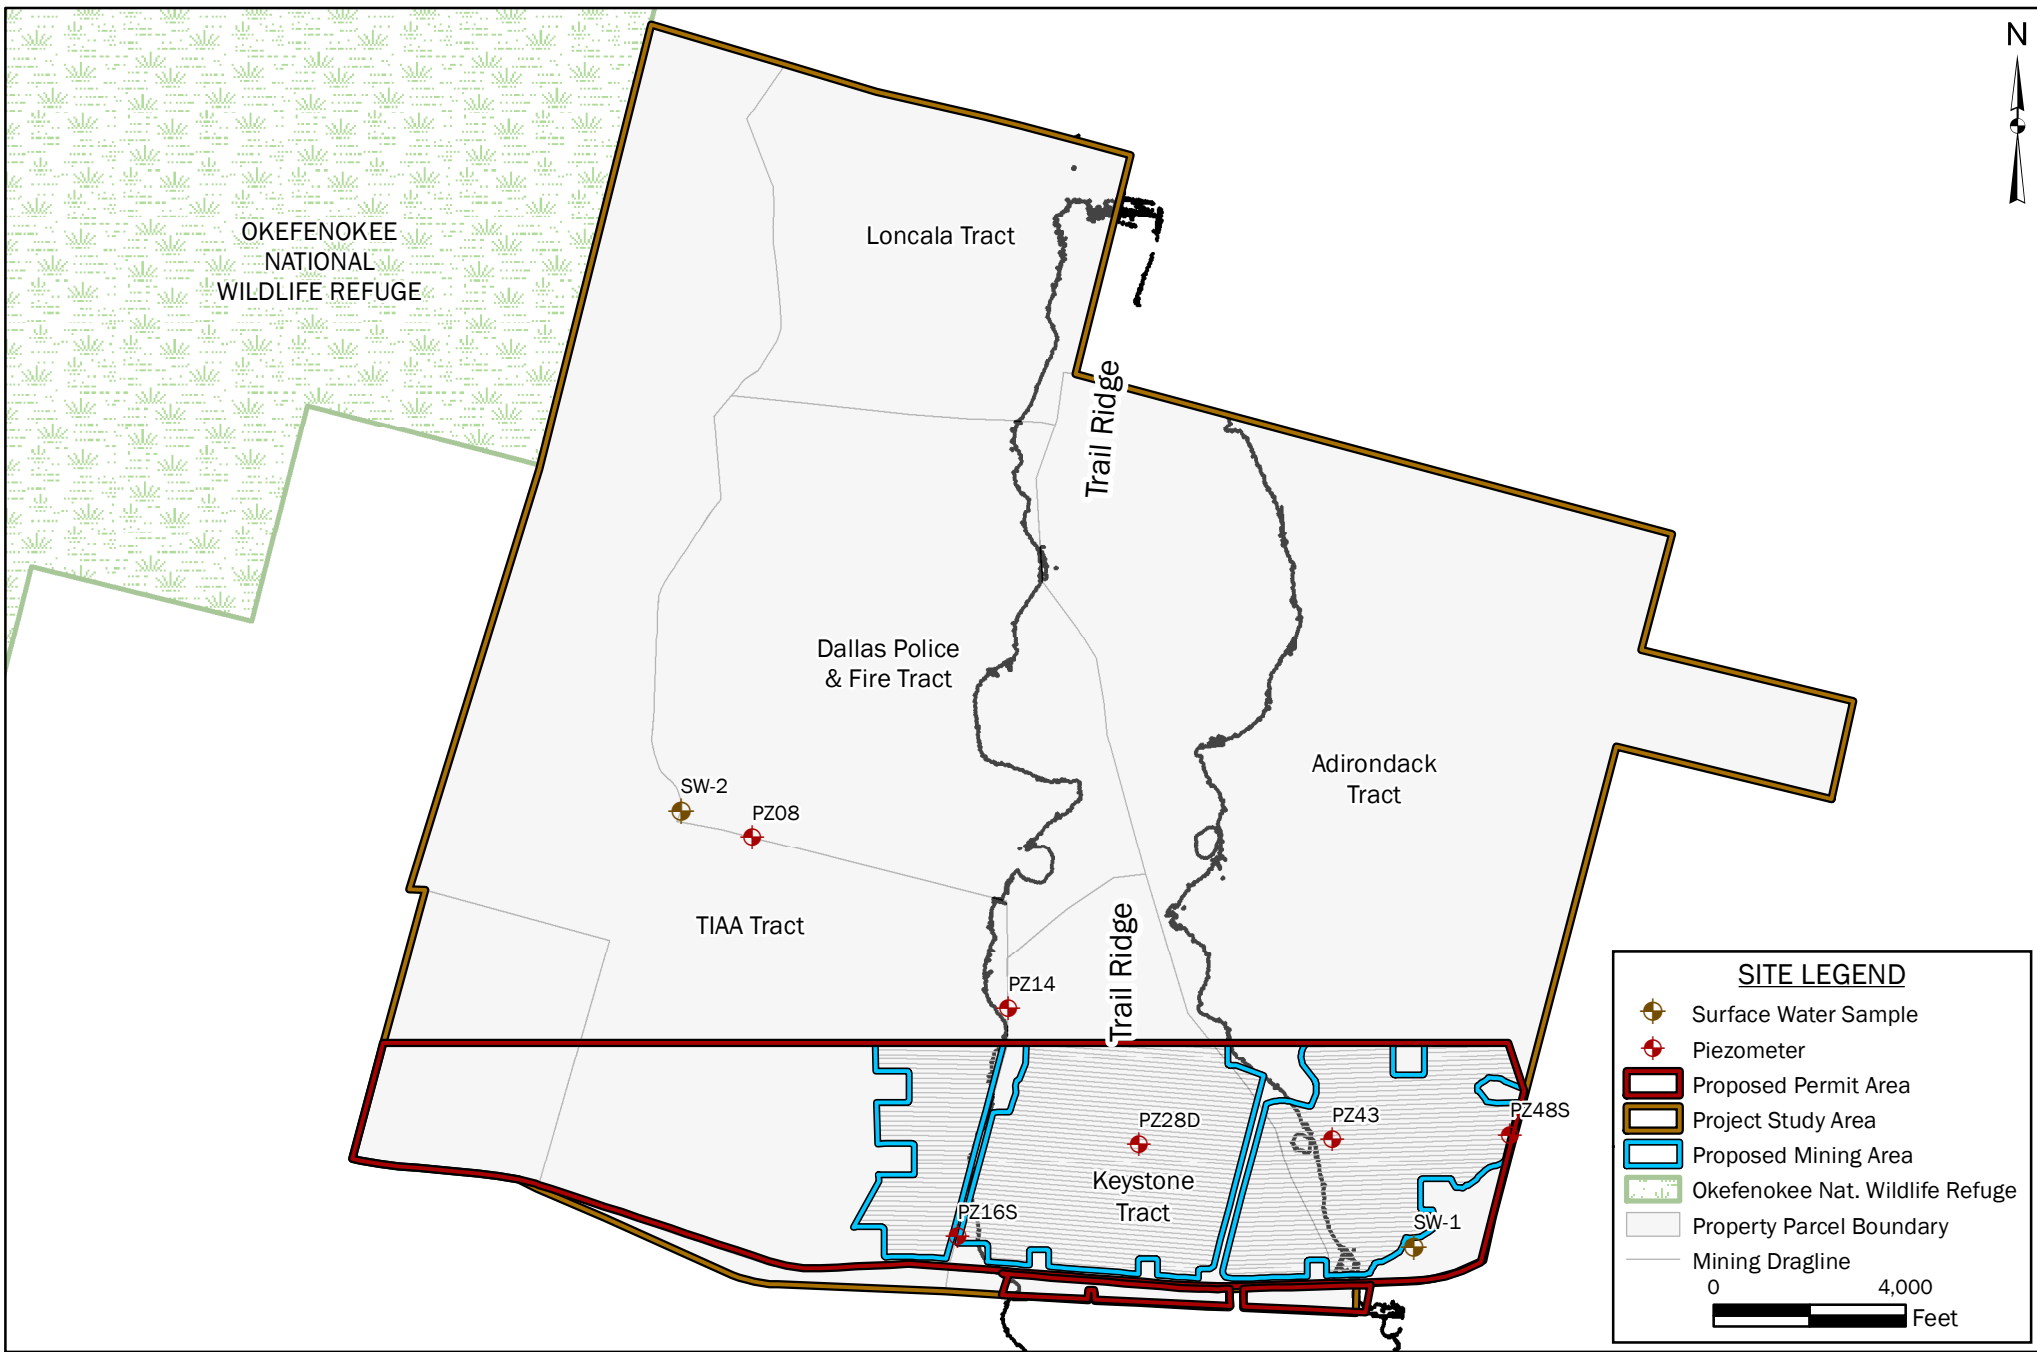 N
OKEFENOKEE
NATIONAL
WILDLIFE REFUGE
Loncala Tract
Trail Ridge
Dallas Police
& Fire Tract
Adirondack
Tract
SW-2
PZ08
TIAA Tract
Trail Ridge
PZ14
PZ28D
PZ43
PZ48S
Keystone
Tract
PZ16S
SW-1
SITE LEGEND
Surface Water Sample
Piezometer
Proposed Permit Area
Project Study Area
Proposed Mining Area
Okefenokee Nat. Wildlife Refuge
Property Parcel Boundary
Mining Dragline
0 4,000
Feet